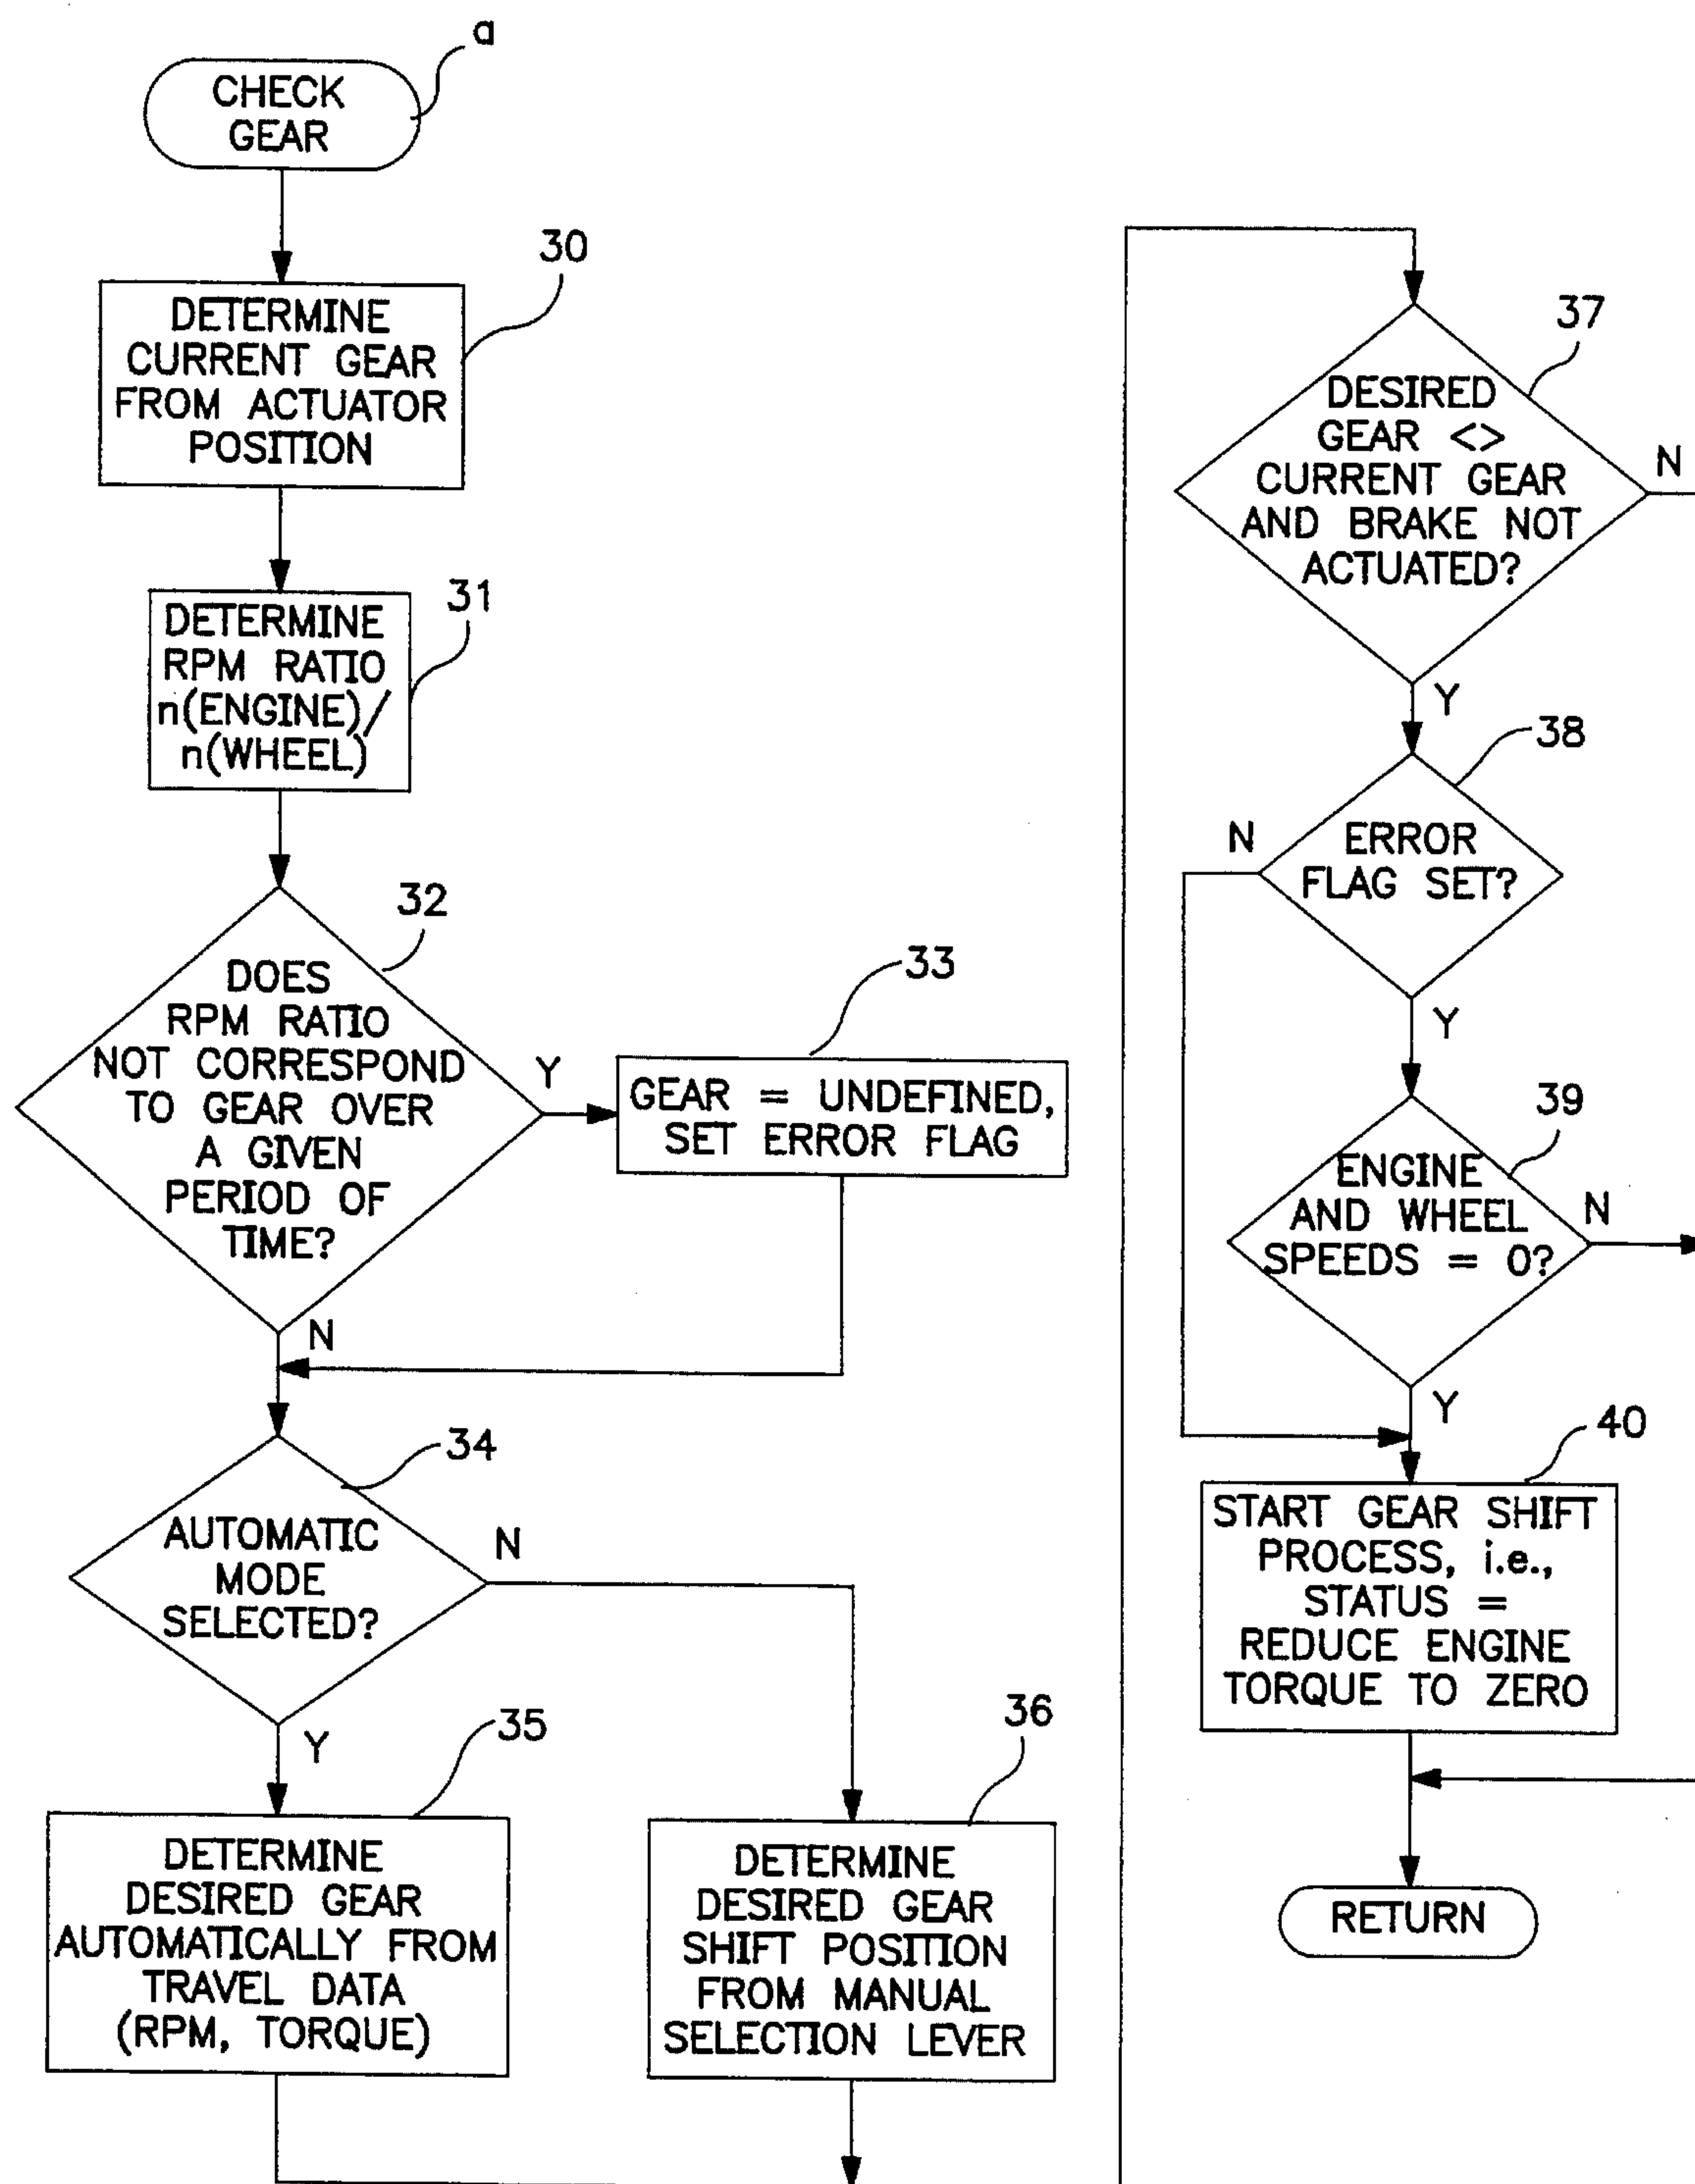 a
CHECK
GEAR
30
DETERMINE
CURRENT GEAR
FROM ACTUATOR
POSITION
31
DETERMINE
RPM RATIO
n(ENGINE)/
n(WHEEL)
32
DOES
RPM RATIO
NOT CORRESPOND
TO GEAR OVER
A GIVEN
PERIOD OF
TIME?
Y
33
GEAR = UNDEFINED,
SET ERROR FLAG
N
34
AUTOMATIC
MODE
SELECTED?
N
Y
35
DETERMINE
DESIRED GEAR
AUTOMATICALLY FROM
TRAVEL DATA
(RPM, TORQUE)
36
DETERMINE
DESIRED GEAR
SHIFT POSITION
FROM MANUAL
SELECTION LEVER
37
DESIRED
GEAR <>
CURRENT GEAR
AND BRAKE NOT
ACTUATED?
N
Y
38
ERROR
FLAG SET?
N
Y
39
ENGINE
AND WHEEL
SPEEDS = 0?
N
Y
40
START GEAR SHIFT
PROCESS, i.e.,
STATUS =
REDUCE ENGINE
TORQUE TO ZERO
RETURN